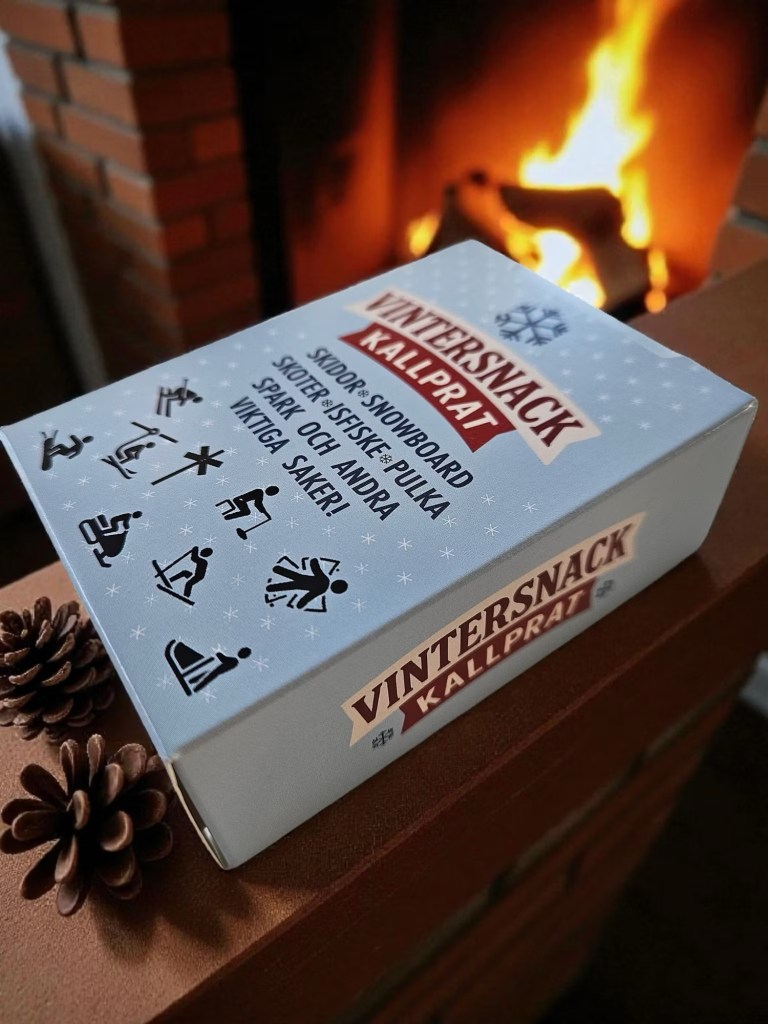 VINTERSNACK
KALLPRAT
SKIDOR❄SNOWBOARD
SKOTER❄ISFISKE❄PULKA
SPARK OCH ANDRA
VIKTIGA SAKER!
VINTERSNACK
KALLPRAT